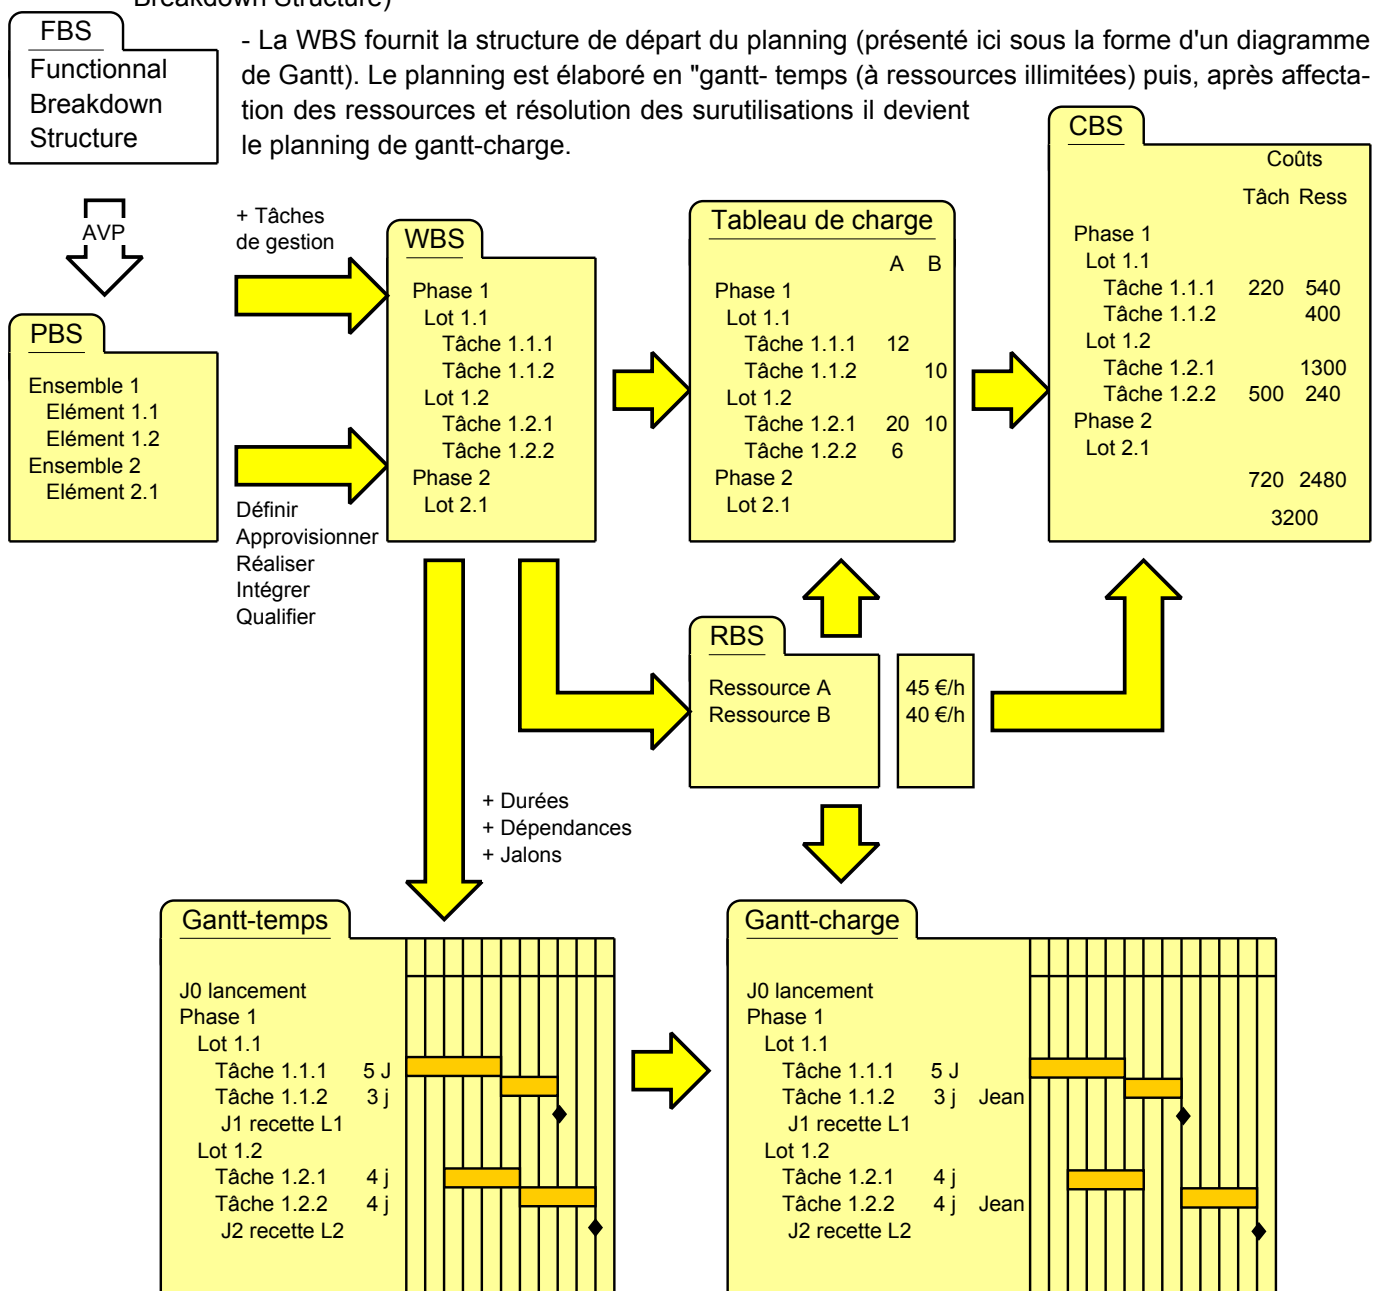 Breakdown Structure)
FBS
Functionnal
Breakdown
Structure
- La WBS fournit la structure de départ du planning (présenté ici sous la forme d'un diagramme
de Gantt). Le planning est élaboré en "gantt- temps (à ressources illimitées) puis, après affecta-
tion des ressources et résolution des surutilisations il devient
le planning de gantt-charge.
AVP
PBS
Ensemble 1
Elément 1.1
Elément 1.2
Ensemble 2
Elément 2.1
+ Tâches
de gestion
Définir
Approvisionner
Réaliser
Intégrer
Qualifier
WBS
Phase 1
Lot 1.1
Tâche 1.1.1
Tâche 1.1.2
Lot 1.2
Tâche 1.2.1
Tâche 1.2.2
Phase 2
Lot 2.1
Tableau de charge
A B
Phase 1
Lot 1.1
Tâche 1.1.1 12
Tâche 1.1.2 10
Lot 1.2
Tâche 1.2.1 20 10
Tâche 1.2.2 6
Phase 2
Lot 2.1
CBS
Coûts
Tâch Ress
Phase 1
Lot 1.1
Tâche 1.1.1 220 540
Tâche 1.1.2 400
Lot 1.2
Tâche 1.2.1 1300
Tâche 1.2.2 500 240
Phase 2
Lot 2.1
720 2480
3200
RBS
Ressource A 45 €/h
Ressource B 40 €/h
+ Durées
+ Dépendances
+ Jalons
Gantt-temps
J0 lancement
Phase 1
Lot 1.1
Tâche 1.1.1 5 J
Tâche 1.1.2 3 j
J1 recette L1
Lot 1.2
Tâche 1.2.1 4 j
Tâche 1.2.2 4 j
J2 recette L2
Gantt-charge
J0 lancement
Phase 1
Lot 1.1
Tâche 1.1.1 5 J
Tâche 1.1.2 3 j Jean
J1 recette L1
Lot 1.2
Tâche 1.2.1 4 j
Tâche 1.2.2 4 j Jean
J2 recette L2